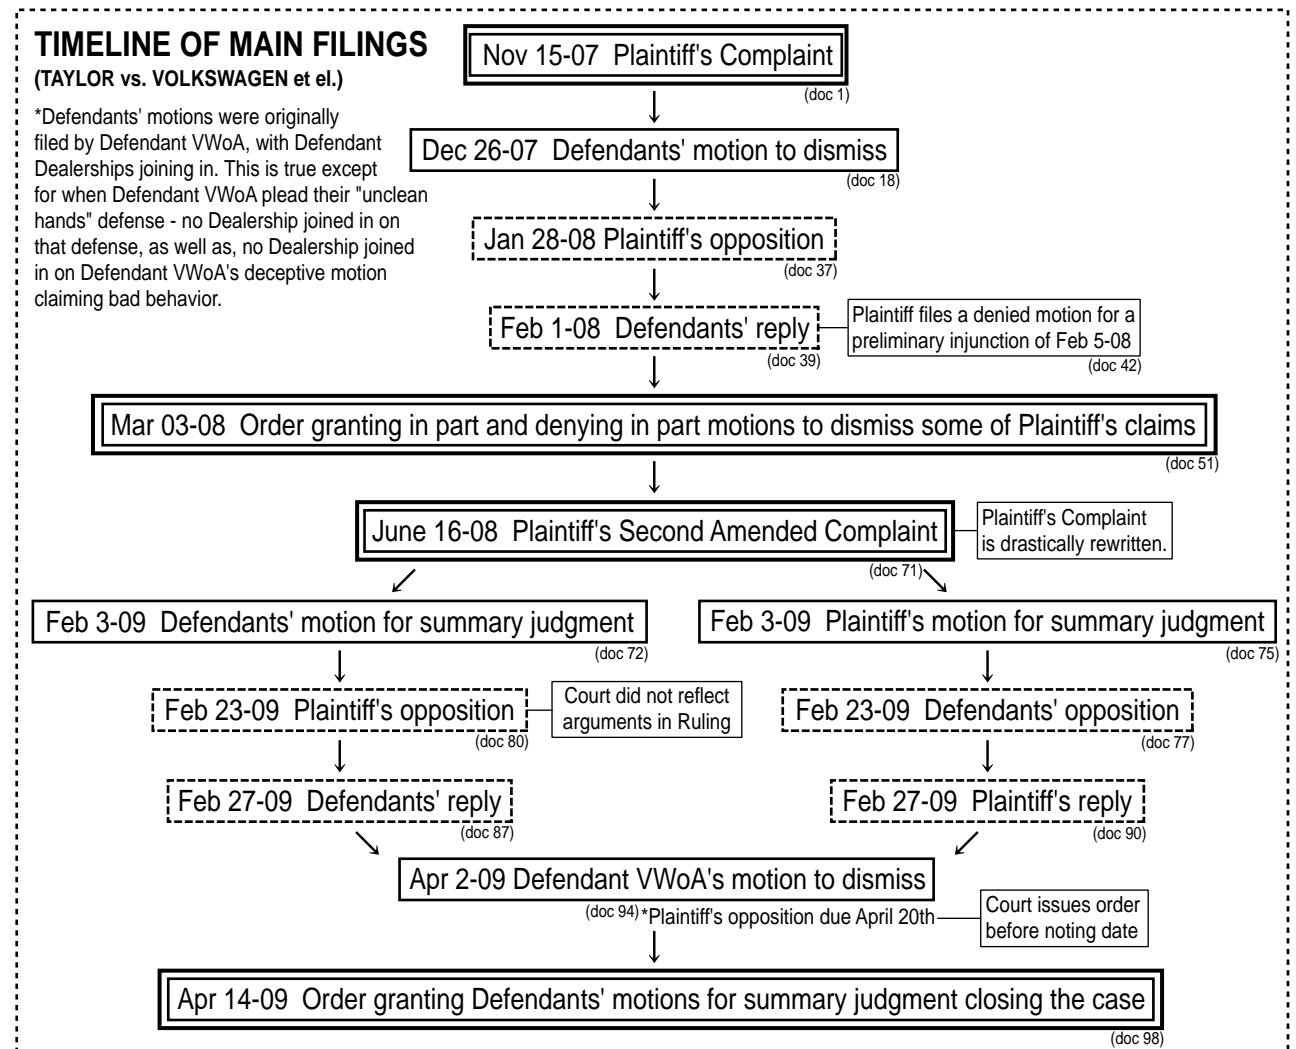 TIMELINE OF MAIN FILINGS
(TAYLOR vs. VOLKSWAGEN et el.)
*Defendants' motions were originally
filed by Defendant VWoA, with Defendant
Dealerships joining in. This is true except
for when Defendant VWoA plead their "unclean
hands" defense - no Dealership joined in on
that defense, as well as, no Dealership joined
in on Defendant VWoA's deceptive motion
claiming bad behavior.
Nov 15-07 Plaintiff's Complaint
(doc 1)
Dec 26-07 Defendants' motion to dismiss
(doc 18)
Jan 28-08 Plaintiff's opposition
(doc 37)
Feb 1-08 Defendants' reply
(doc 39)
Plaintiff files a denied motion for a
preliminary injunction of Feb 5-08
(doc 42)
Mar 03-08 Order granting in part and denying in part motions to dismiss some of Plaintiff's claims
(doc 51)
June 16-08 Plaintiff's Second Amended Complaint
(doc 71)
Plaintiff's Complaint
is drastically rewritten.
Feb 3-09 Defendants' motion for summary judgment
(doc 72)
Feb 3-09 Plaintiff's motion for summary judgment
(doc 75)
Feb 23-09 Plaintiff's opposition
(doc 80)
Court did not reflect
arguments in Ruling
Feb 23-09 Defendants' opposition
(doc 77)
Feb 27-09 Defendants' reply
(doc 87)
Feb 27-09 Plaintiff's reply
(doc 90)
Apr 2-09 Defendant VWoA's motion to dismiss
(doc 94) *Plaintiff's opposition due April 20th
Court issues order
before noting date
Apr 14-09 Order granting Defendants' motions for summary judgment closing the case
(doc 98)